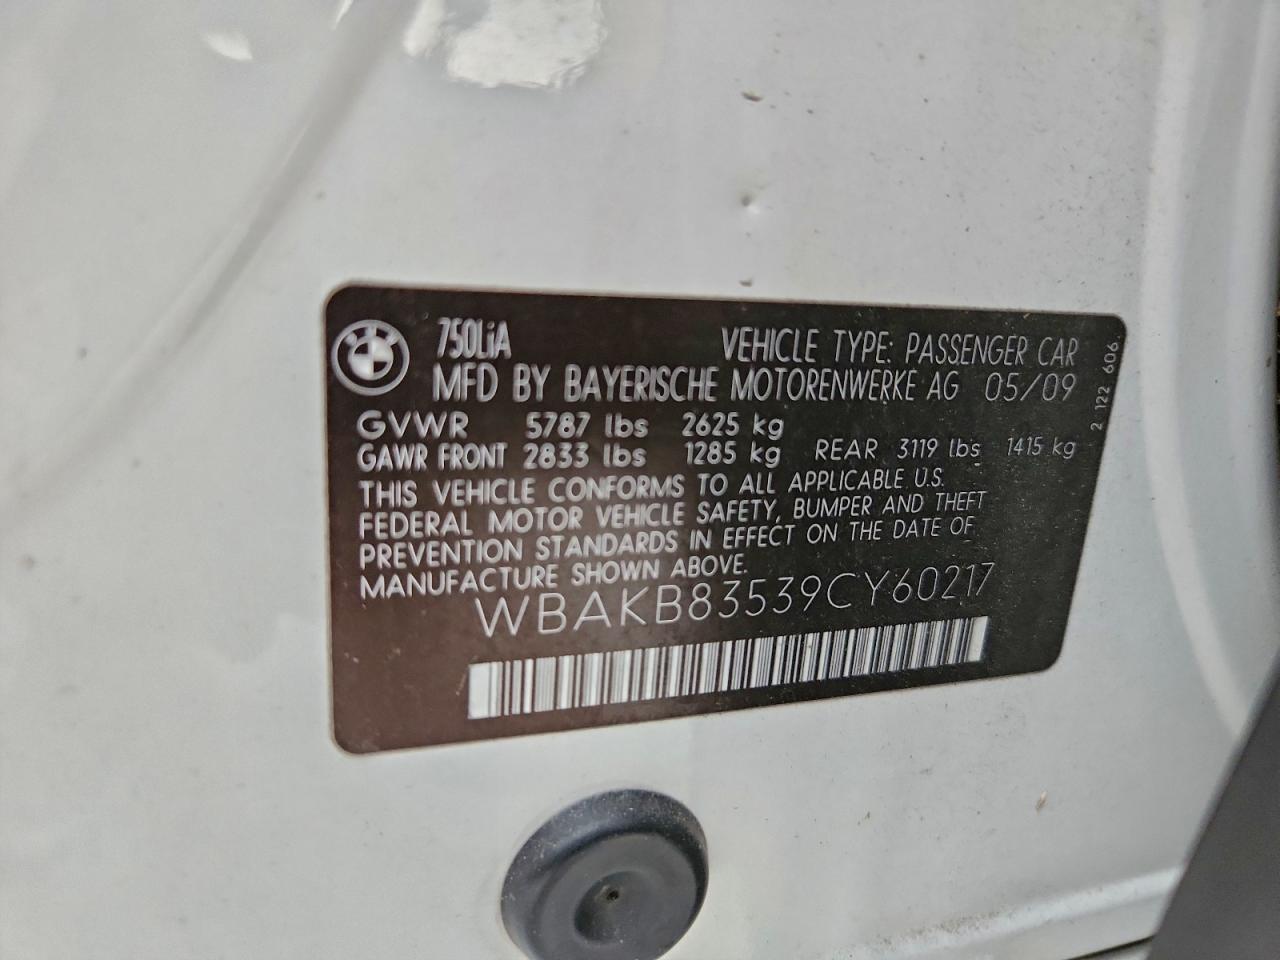 BMW
750LiA VEHICLE TYPE: PASSENGER CAR
MFD BY BAYERISCHE MOTORENWERKE AG 05/09
GVWR 5787 lbs 2625 kg
GAWR FRONT 2833 lbs 1285 kg REAR 3119 lbs 1415 kg
THIS VEHICLE CONFORMS TO ALL APPLICABLE U.S.
FEDERAL MOTOR VEHICLE SAFETY, BUMPER AND THEFT
PREVENTION STANDARDS IN EFFECT ON THE DATE OF
MANUFACTURE SHOWN ABOVE.
WBAKB83539CY60217
2 122 606.